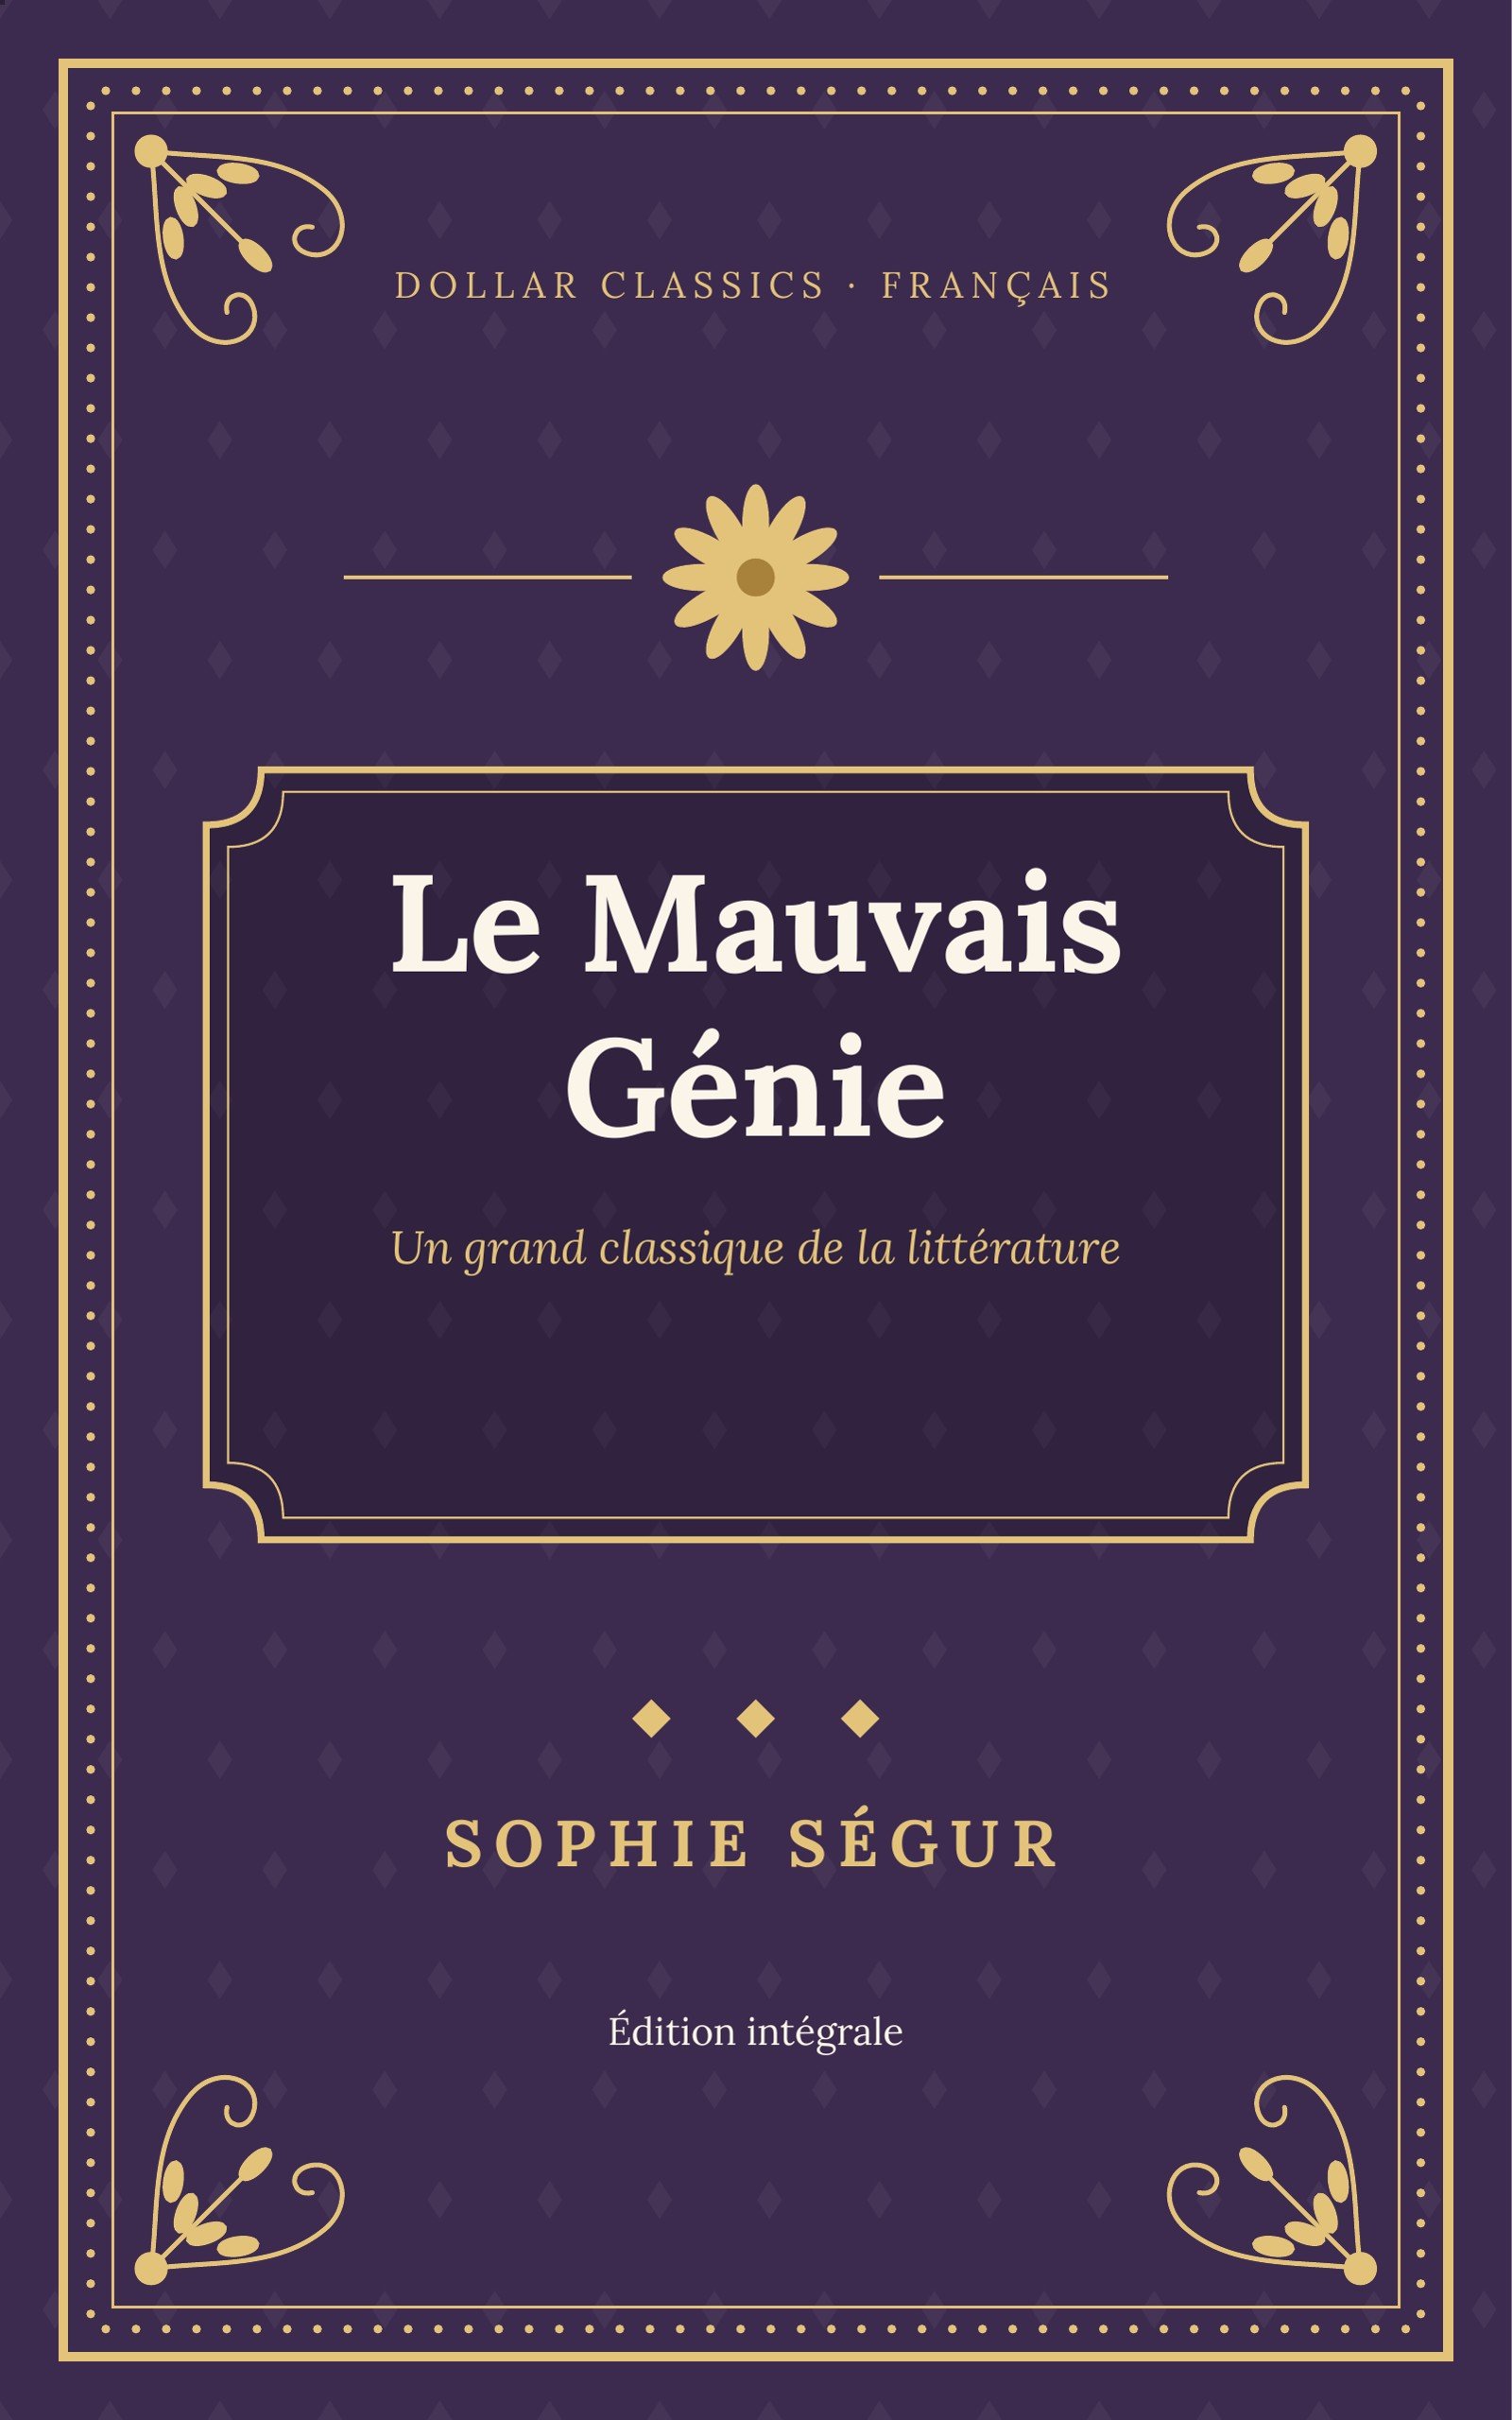 DOLLAR CLASSICS · FRANÇAIS
Le Mauvais
Génie
Un grand classique de la littérature
SOPHIE SÉGUR
Édition intégrale